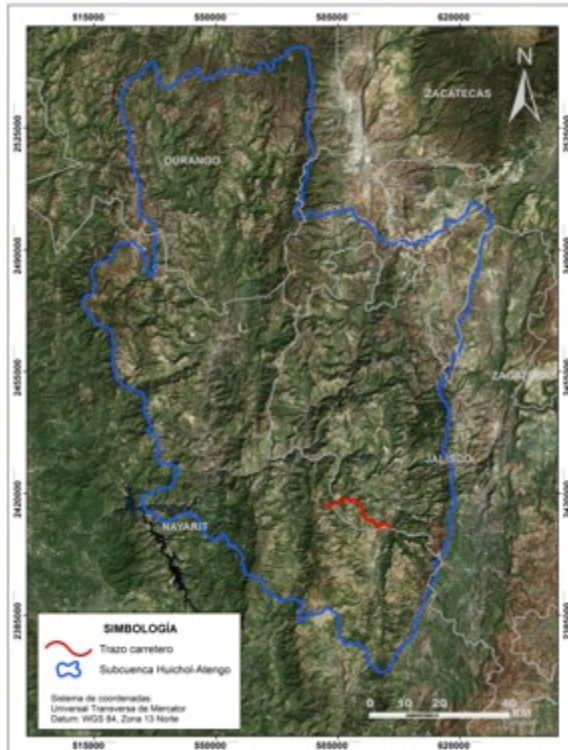 515000 550000 585000 620000
N
ZACATECAS
2525000 2525000
DURANGO
2490000 2490000
2455000 2455000
JALISCO
2420000 2420000
NAYARIT
2385000 2385000
SIMBOLOGÍA
Trazo carretero
Subcuenca Huichol-Atengo
Sistema de coordenadas:
Universal Transversa de Mercator
Datum: WGS 84, Zona 13 Norte
0 20 40
KM
515000 550000 585000 620000